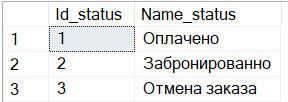 Id_status Name_status
1 1 Оплачено
2 2 Забронированно
3 3 Отмена заказа